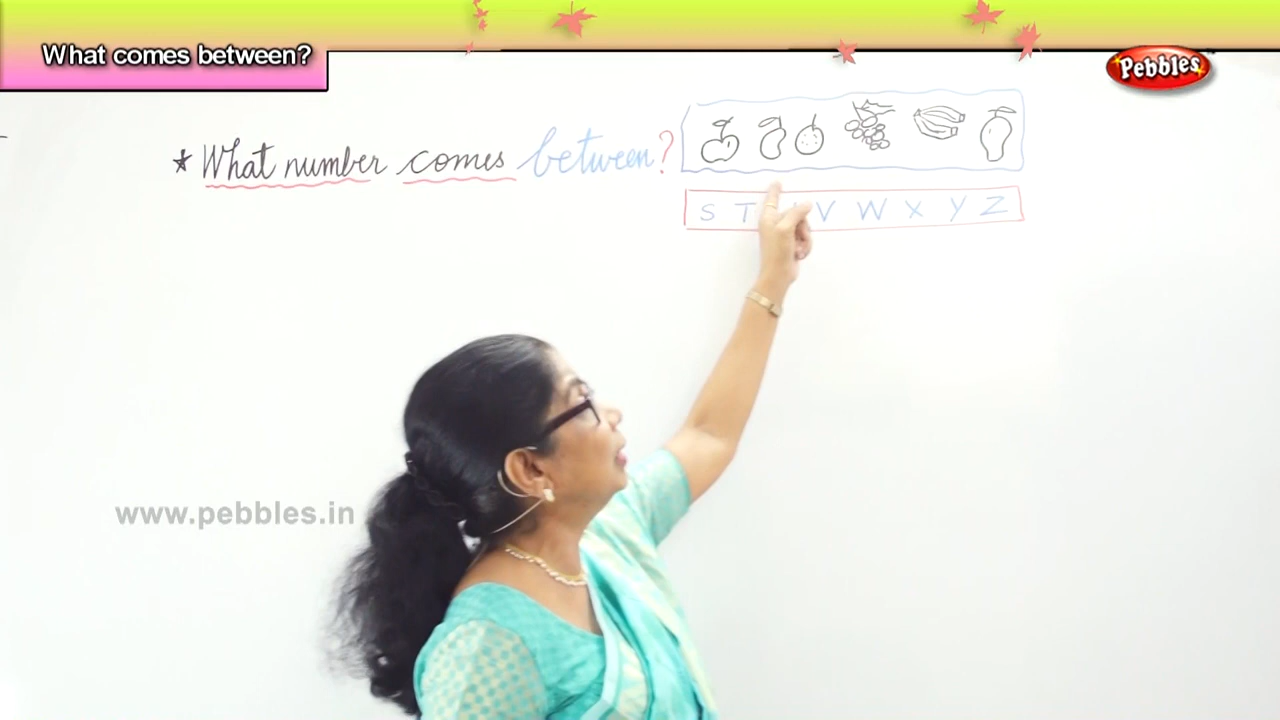 What comes between?
Pebbles
* What number comes between?
S T V W X Y Z
www.pebbles.in